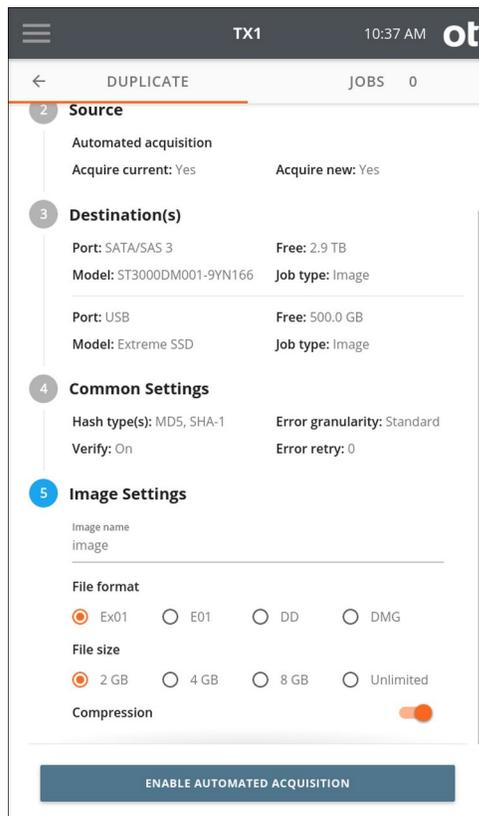 TX1 10:37 AM ot
DUPLICATE JOBS 0
2 Source
Automated acquisition
Acquire current: Yes Acquire new: Yes
3 Destination(s)
Port: SATA/SAS 3 Free: 2.9 TB
Model: ST3000DM001-9YN166 Job type: Image
Port: USB Free: 500.0 GB
Model: Extreme SSD Job type: Image
4 Common Settings
Hash type(s): MD5, SHA-1 Error granularity: Standard
Verify: On Error retry: 0
5 Image Settings
Image name
image
File format
Ex01 E01 DD DMG
File size
2 GB 4 GB 8 GB Unlimited
Compression
ENABLE AUTOMATED ACQUISITION